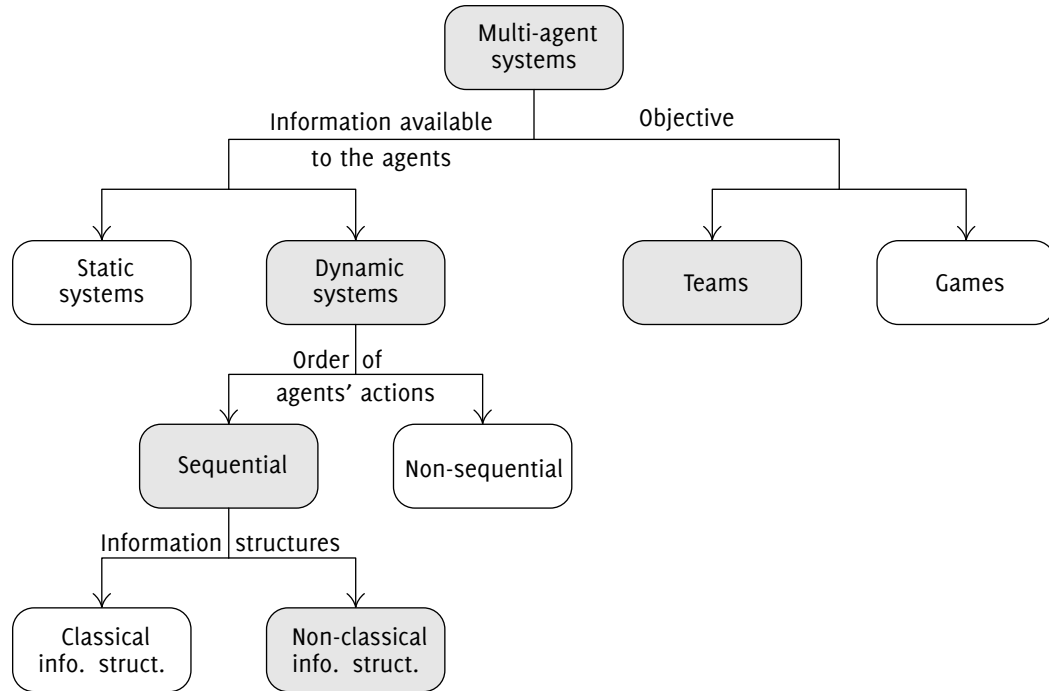 Multi-agent
systems
Information available
to the agents
Objective
Static
systems
Dynamic
systems
Teams
Games
Order of
agents’ actions
Sequential
Non-sequential
Information structures
Classical
info. struct.
Non-classical
info. struct.